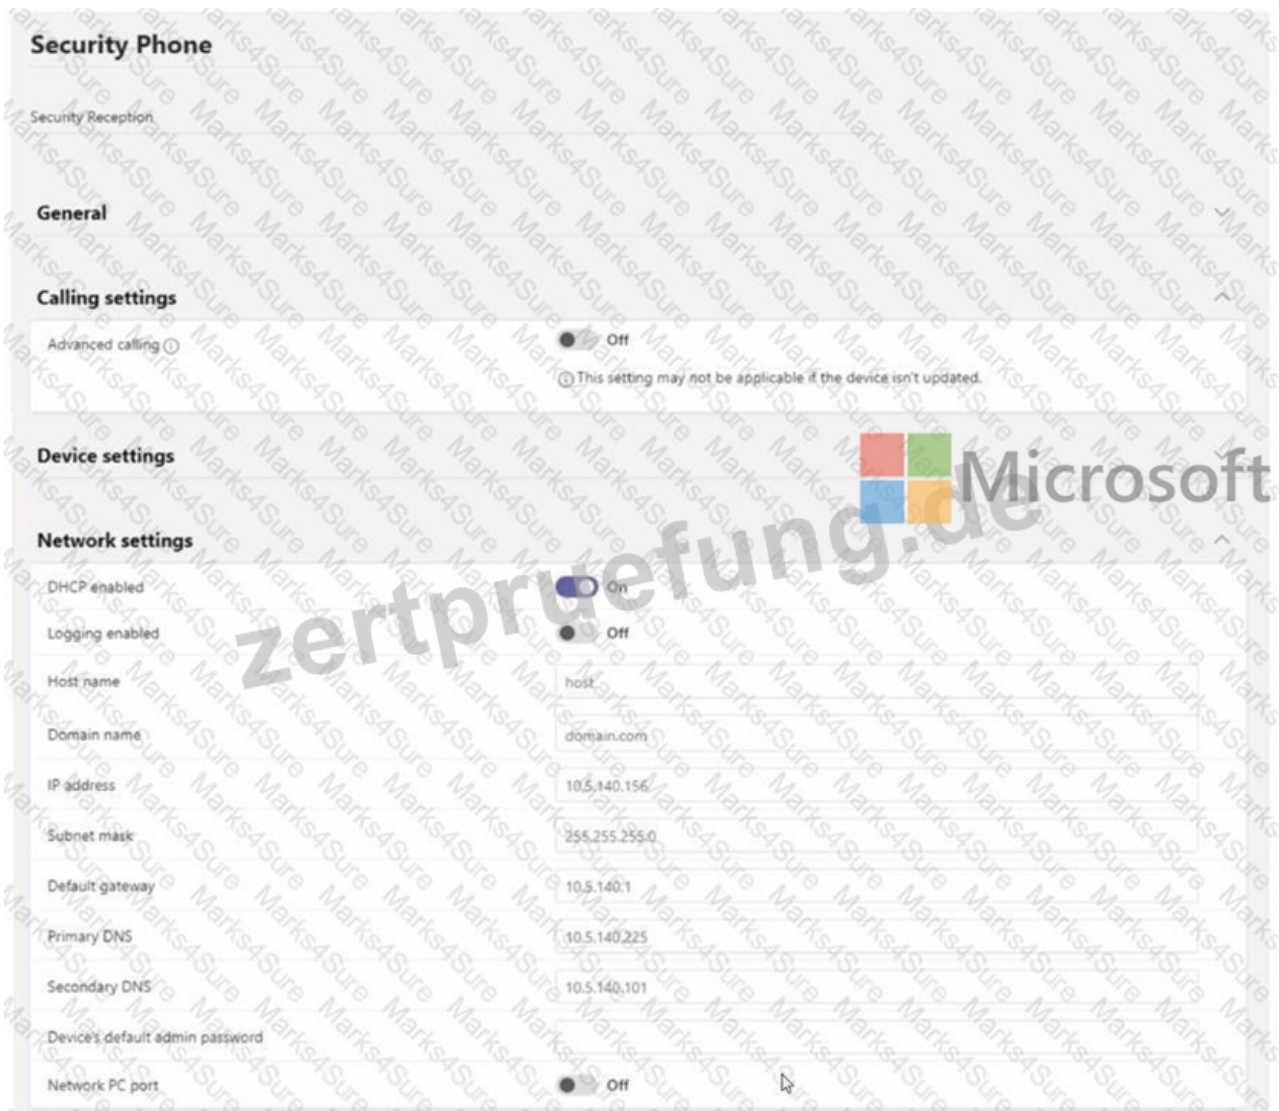 Security Phone
Security Reception
General
Calling settings
Advanced calling
Off
This setting may not be applicable if the device isn't updated.
Device settings
Microsoft
zertpruefung.de
Network settings
DHCP enabled
On
Logging enabled
Off
Host name
host
Domain name
domain.com
IP address
10.5.140.156
Subnet mask
255.255.255.0
Default gateway
10.5.140.1
Primary DNS
10.5.140.225
Secondary DNS
10.5.140.101
Device's default admin password
Network PC port
Off
Marks4Sure